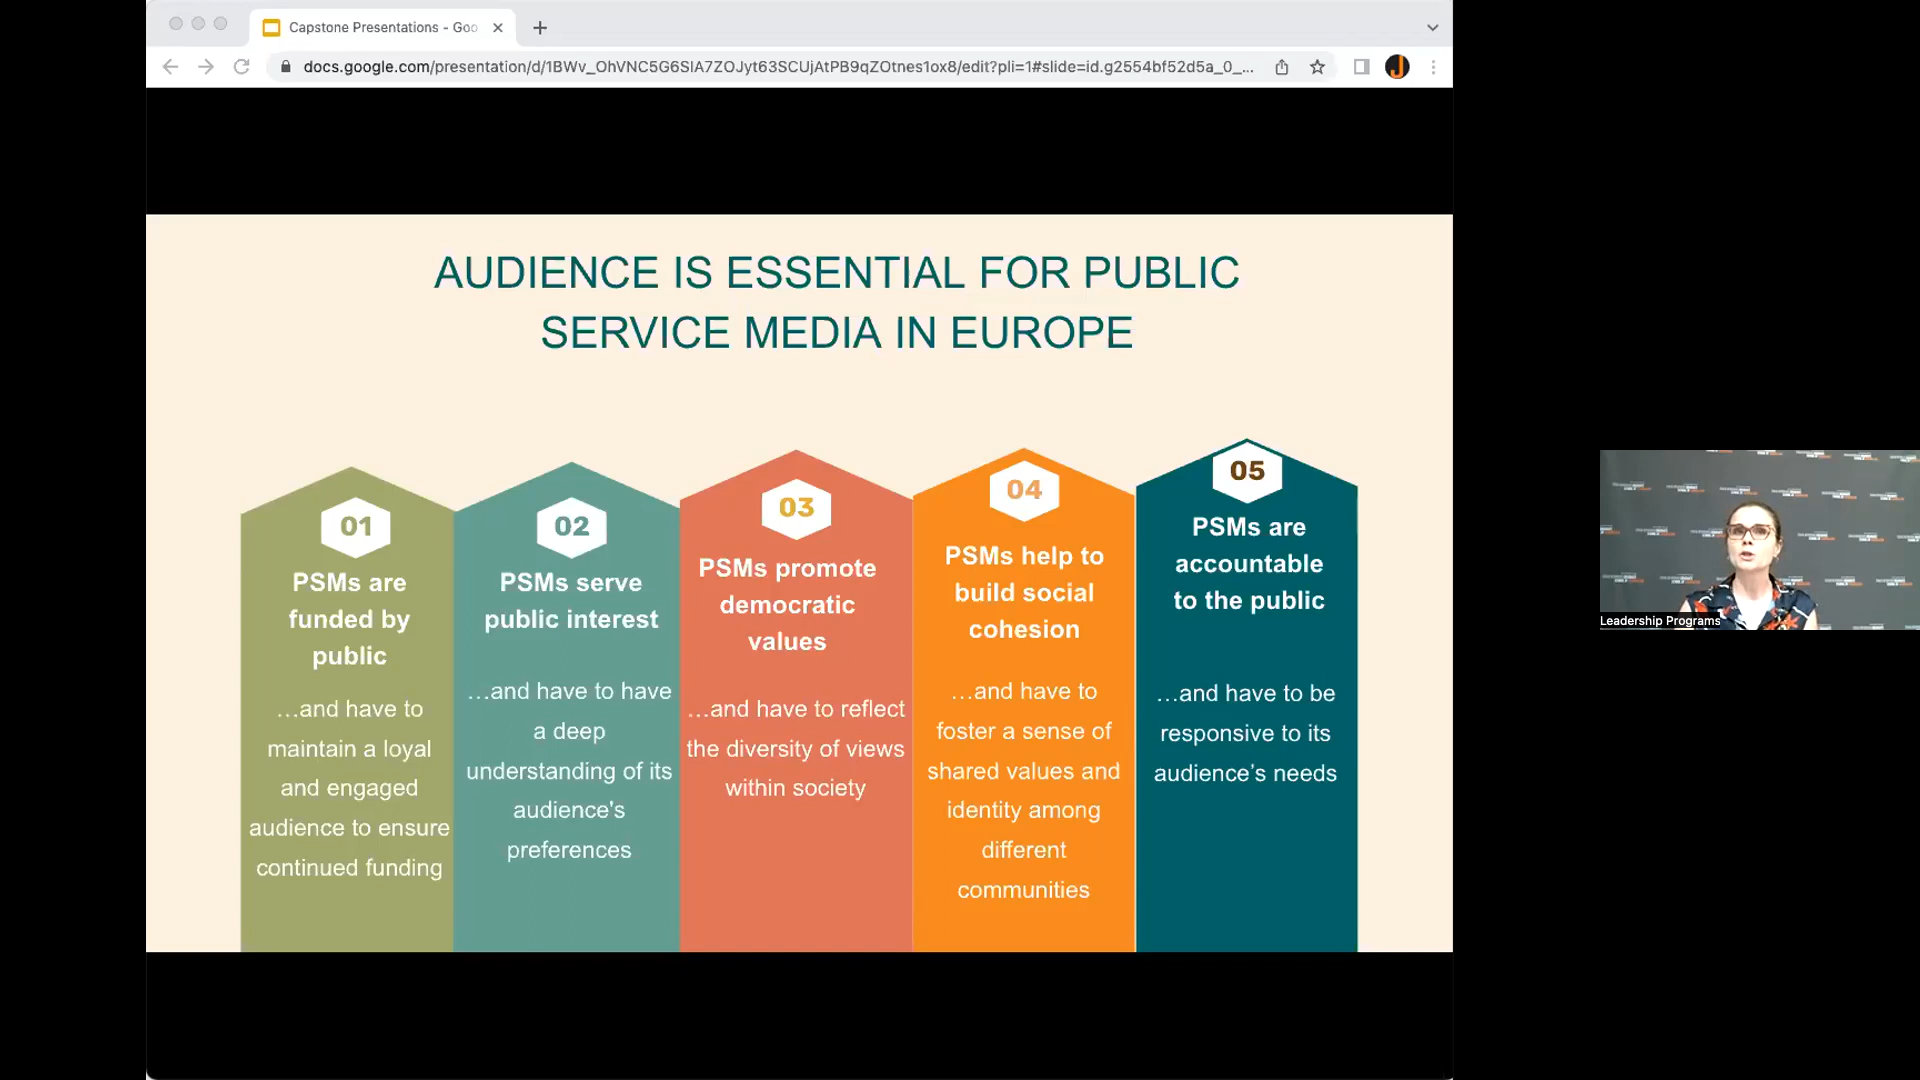 Capstone Presentations - Goo
docs.google.com/presentation/d/1BWv_OhVNC5G6SIA7ZOJyt63SCUjAtPB9qZOtnes1ox8/edit?pli=1#slide=id.g2554bf52d5a_0_...
AUDIENCE IS ESSENTIAL FOR PUBLIC
SERVICE MEDIA IN EUROPE
01
PSMs are
funded by
public
…and have to
maintain a loyal
and engaged
audience to ensure
continued funding
02
PSMs serve
public interest
…and have to have
a deep
understanding of its
audience's
preferences
03
PSMs promote
democratic
values
…and have to reflect
the diversity of views
within society
04
PSMs help to
build social
cohesion
…and have to
foster a sense of
shared values and
identity among
different
communities
05
PSMs are
accountable
to the public
…and have to be
responsive to its
audience’s needs
Leadership Programs